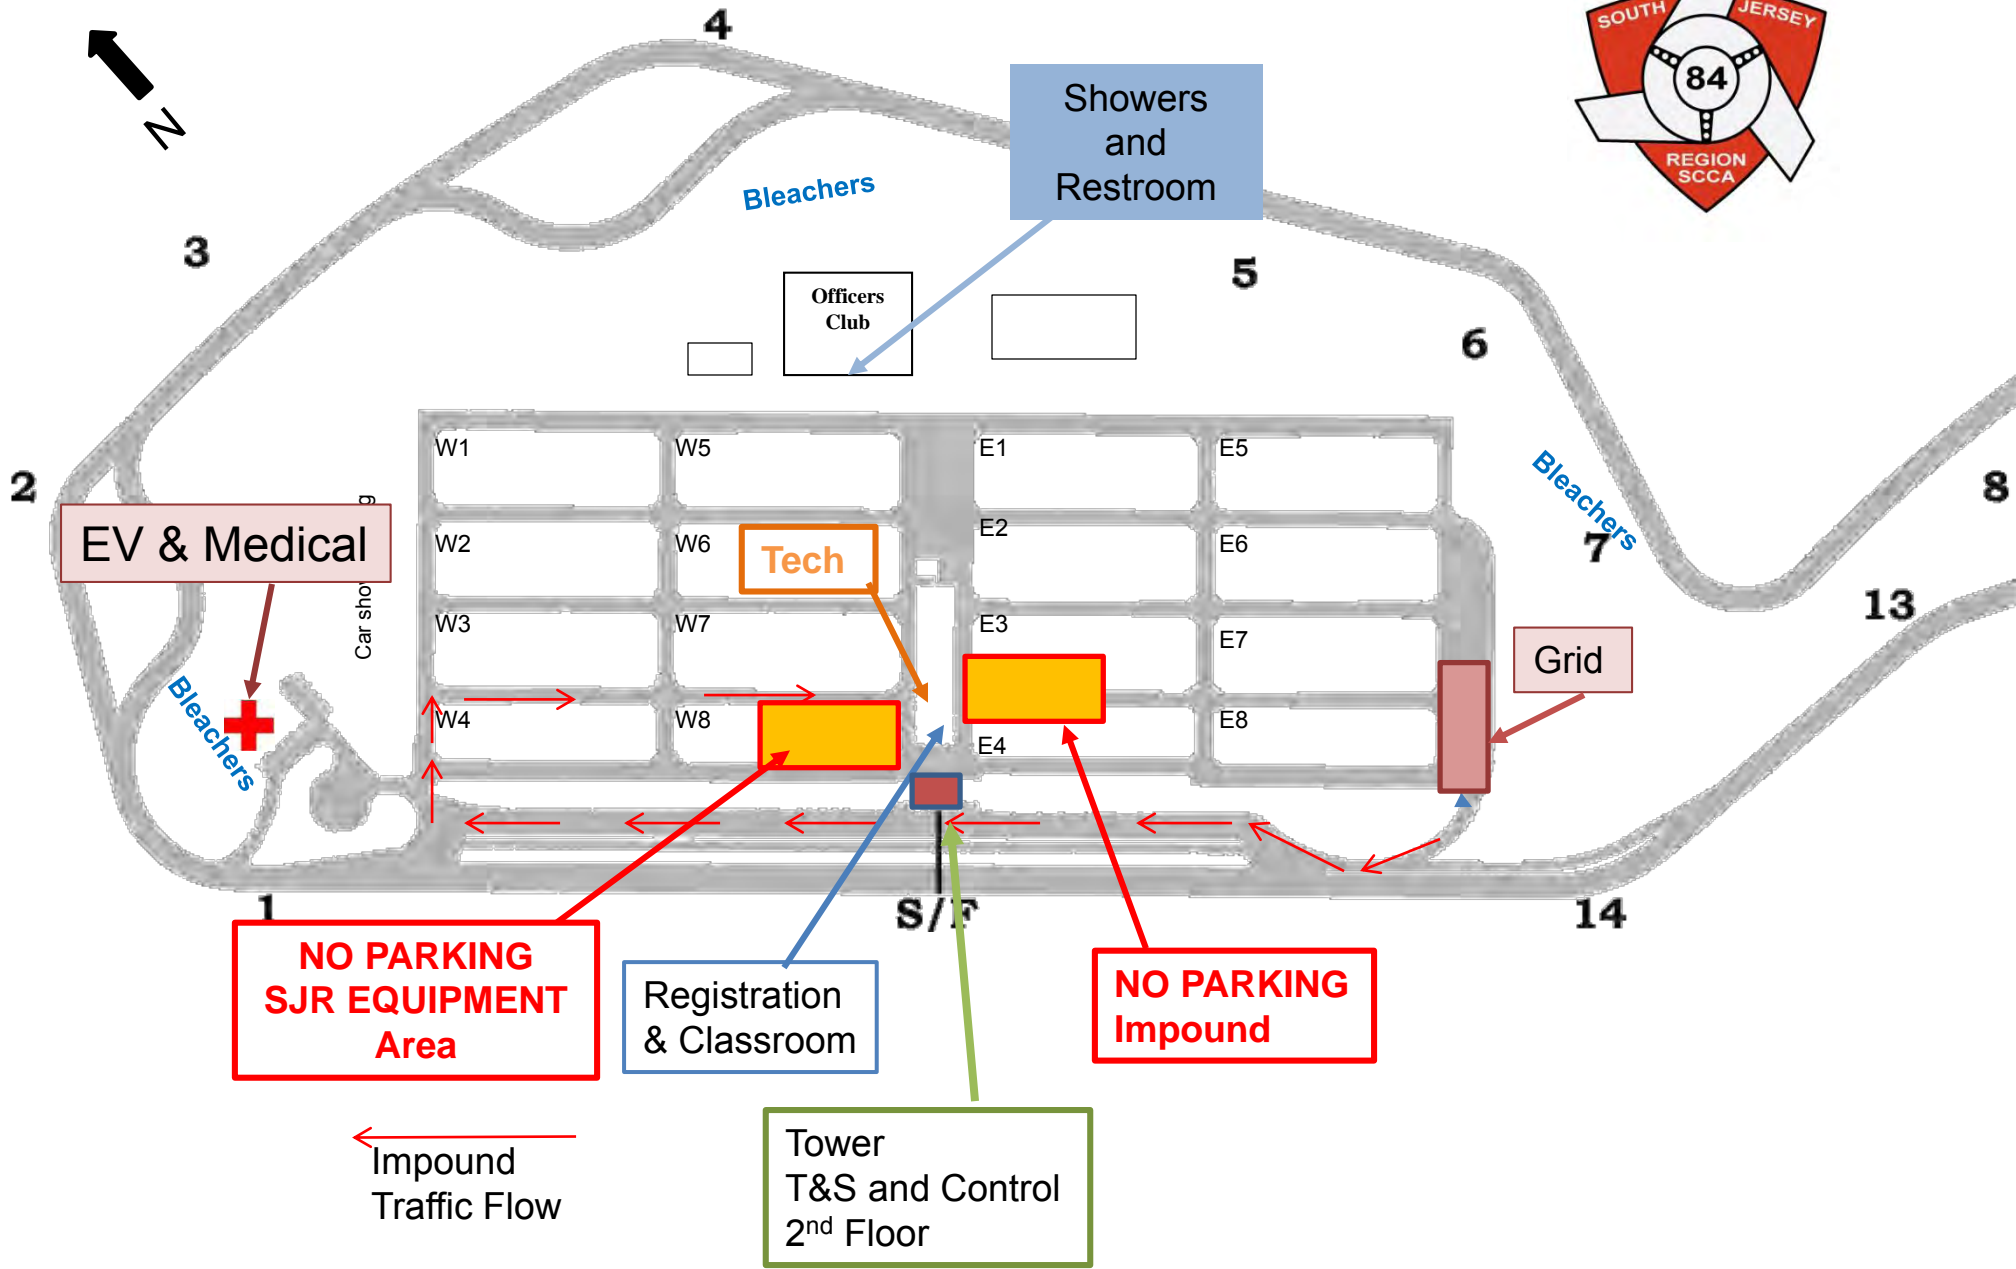 4
SOUTH JERSEY
84
REGION
SCCA
N
Showers
and
Restroom
Bleachers
3
5
Officers
Club
6
W1
W5
E1
E5
Bleachers
2
8
EV & Medical
Car sho
g
W2
W6
Tech
E2
E6
7
W3
W7
E3
E7
13
Grid
Bleachers
W4
W8
E4
E8
1
S/F
14
NO PARKING
SJR EQUIPMENT
Area
Registration
& Classroom
NO PARKING
Impound
Impound
Traffic Flow
Tower
T&S and Control
2nd Floor